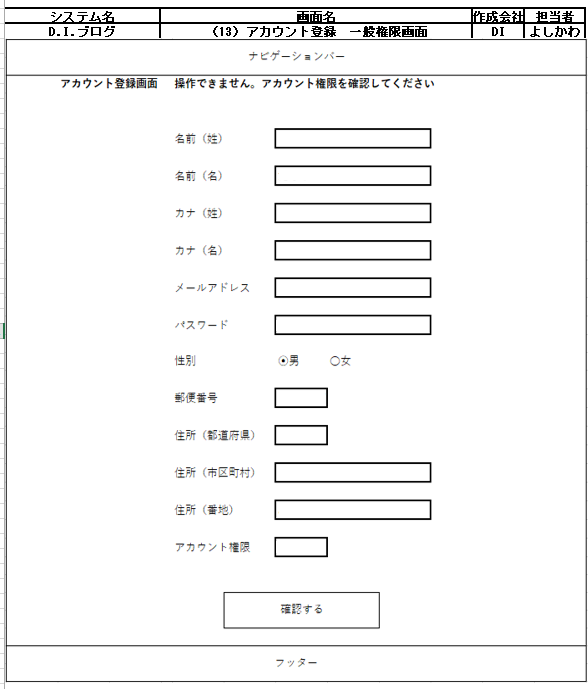 システム名 画面名 作成会社 担当者
D.I.ブログ (13) アカウント登録 一般権限画面 DI よしかわ
ナビゲーションバー
アカウント登録画面 操作できません。アカウント権限を確認してください
名前（姓）
名前（名）
カナ（姓）
カナ（名）
メールアドレス
パスワード
性別 ◉男 ○女
郵便番号
住所（都道府県）
住所（市区町村）
住所（番地）
アカウント権限
確認する
フッター